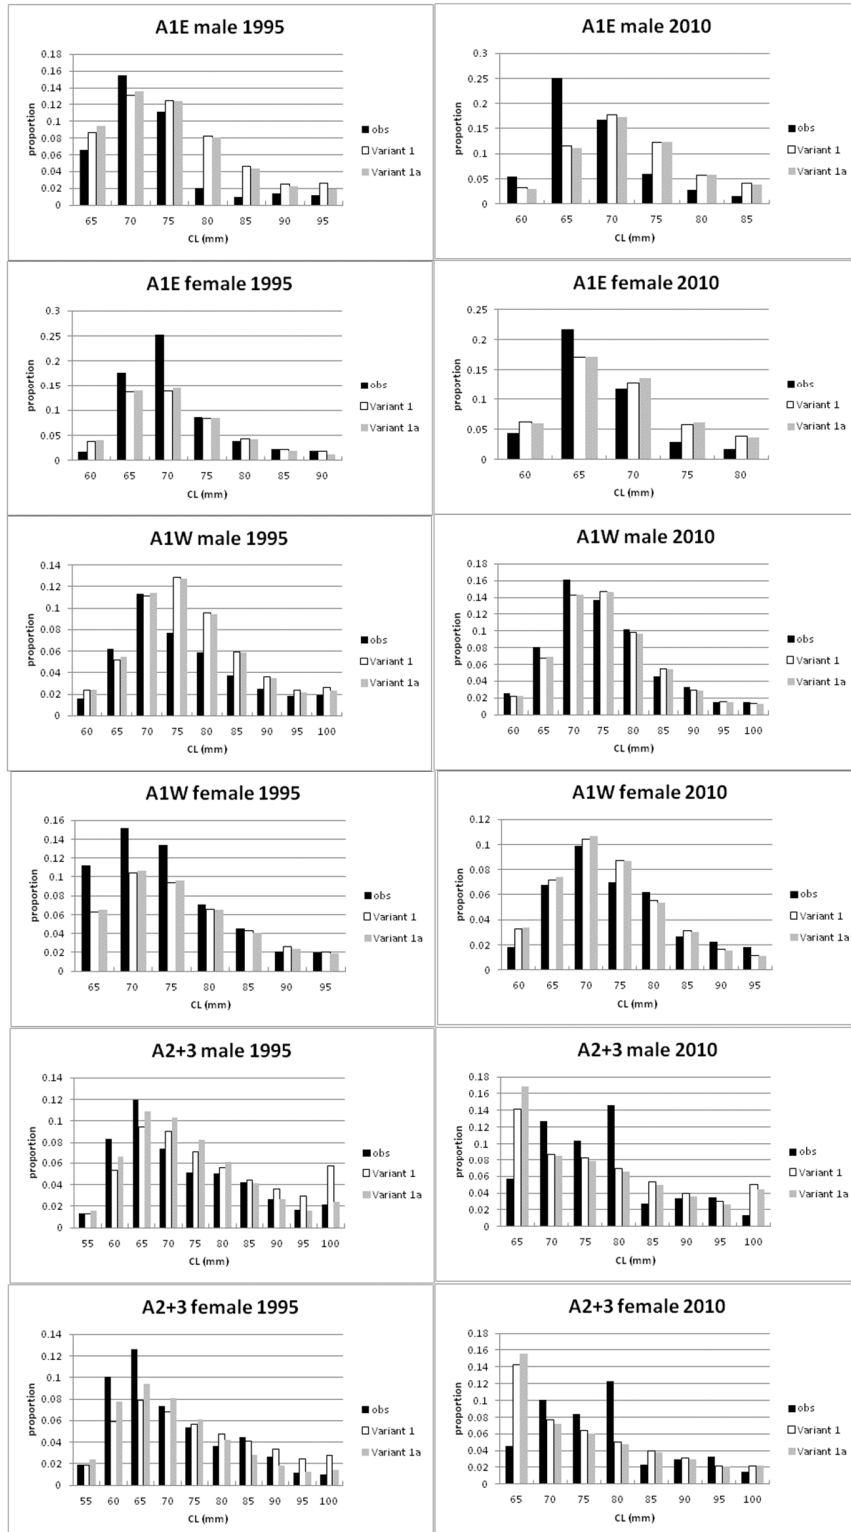 A1E male 1995
0.18
0.16
0.14
0.12
0.1
0.08
0.06
0.04
0.02
0
proportion
65 70 75 80 85 90 95
CL (mm)
obs
Variant 1
Variant 1a
A1E male 2010
0.3
0.25
0.2
0.15
0.1
0.05
0
proportion
60 65 70 75 80 85
CL (mm)
obs
Variant 1
Variant 1a
A1E female 1995
0.3
0.25
0.2
0.15
0.1
0.05
0
proportion
60 65 70 75 80 85 90
CL (mm)
obs
Variant 1
Variant 1a
A1E female 2010
0.25
0.2
0.15
0.1
0.05
0
proportion
60 65 70 75 80
CL (mm)
obs
Variant 1
Variant 1a
A1W male 1995
0.14
0.12
0.1
0.08
0.06
0.04
0.02
0
proportion
60 65 70 75 80 85 90 95 100
CL (mm)
obs
Variant 1
Variant 1a
A1W male 2010
0.18
0.16
0.14
0.12
0.1
0.08
0.06
0.04
0.02
0
proportion
60 65 70 75 80 85 90 95 100
CL (mm)
obs
Variant 1
Variant 1a
A1W female 1995
0.16
0.14
0.12
0.1
0.08
0.06
0.04
0.02
0
proportion
65 70 75 80 85 90 95
CL (mm)
obs
Variant 1
Variant 1a
A1W female 2010
0.12
0.1
0.08
0.06
0.04
0.02
0
proportion
60 65 70 75 80 85 90 95
CL (mm)
obs
Variant 1
Variant 1a
A2+3 male 1995
0.14
0.12
0.1
0.08
0.06
0.04
0.02
0
proportion
55 60 65 70 75 80 85 90 95 100
CL (mm)
obs
Variant 1
Variant 1a
A2+3 male 2010
0.18
0.16
0.14
0.12
0.1
0.08
0.06
0.04
0.02
0
proportion
65 70 75 80 85 90 95 100
CL (mm)
obs
Variant 1
Variant 1a
A2+3 female 1995
0.14
0.12
0.1
0.08
0.06
0.04
0.02
0
proportion
55 60 65 70 75 80 85 90 95 100
CL (mm)
obs
Variant 1
Variant 1a
A2+3 female 2010
0.18
0.16
0.14
0.12
0.1
0.08
0.06
0.04
0.02
0
proportion
65 70 75 80 85 90 95 100
CL (mm)
obs
Variant 1
Variant 1a